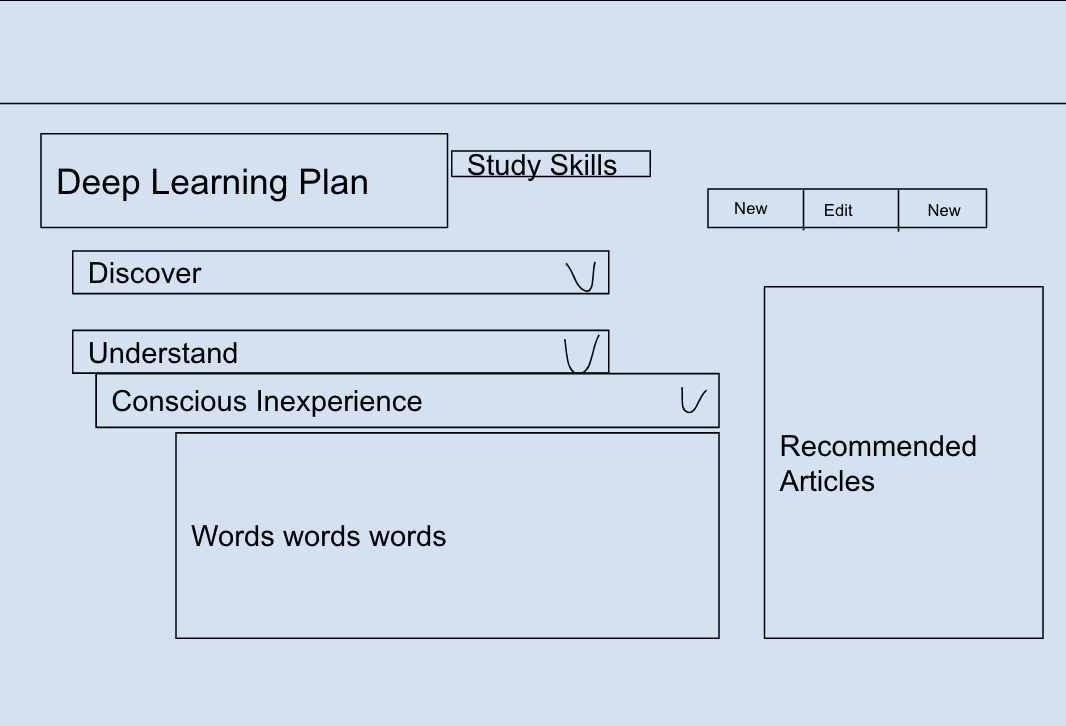 Deep Learning Plan
Study Skills
New
Edit
New
Discover
Understand
Conscious Inexperience
Words words words
Recommended
Articles